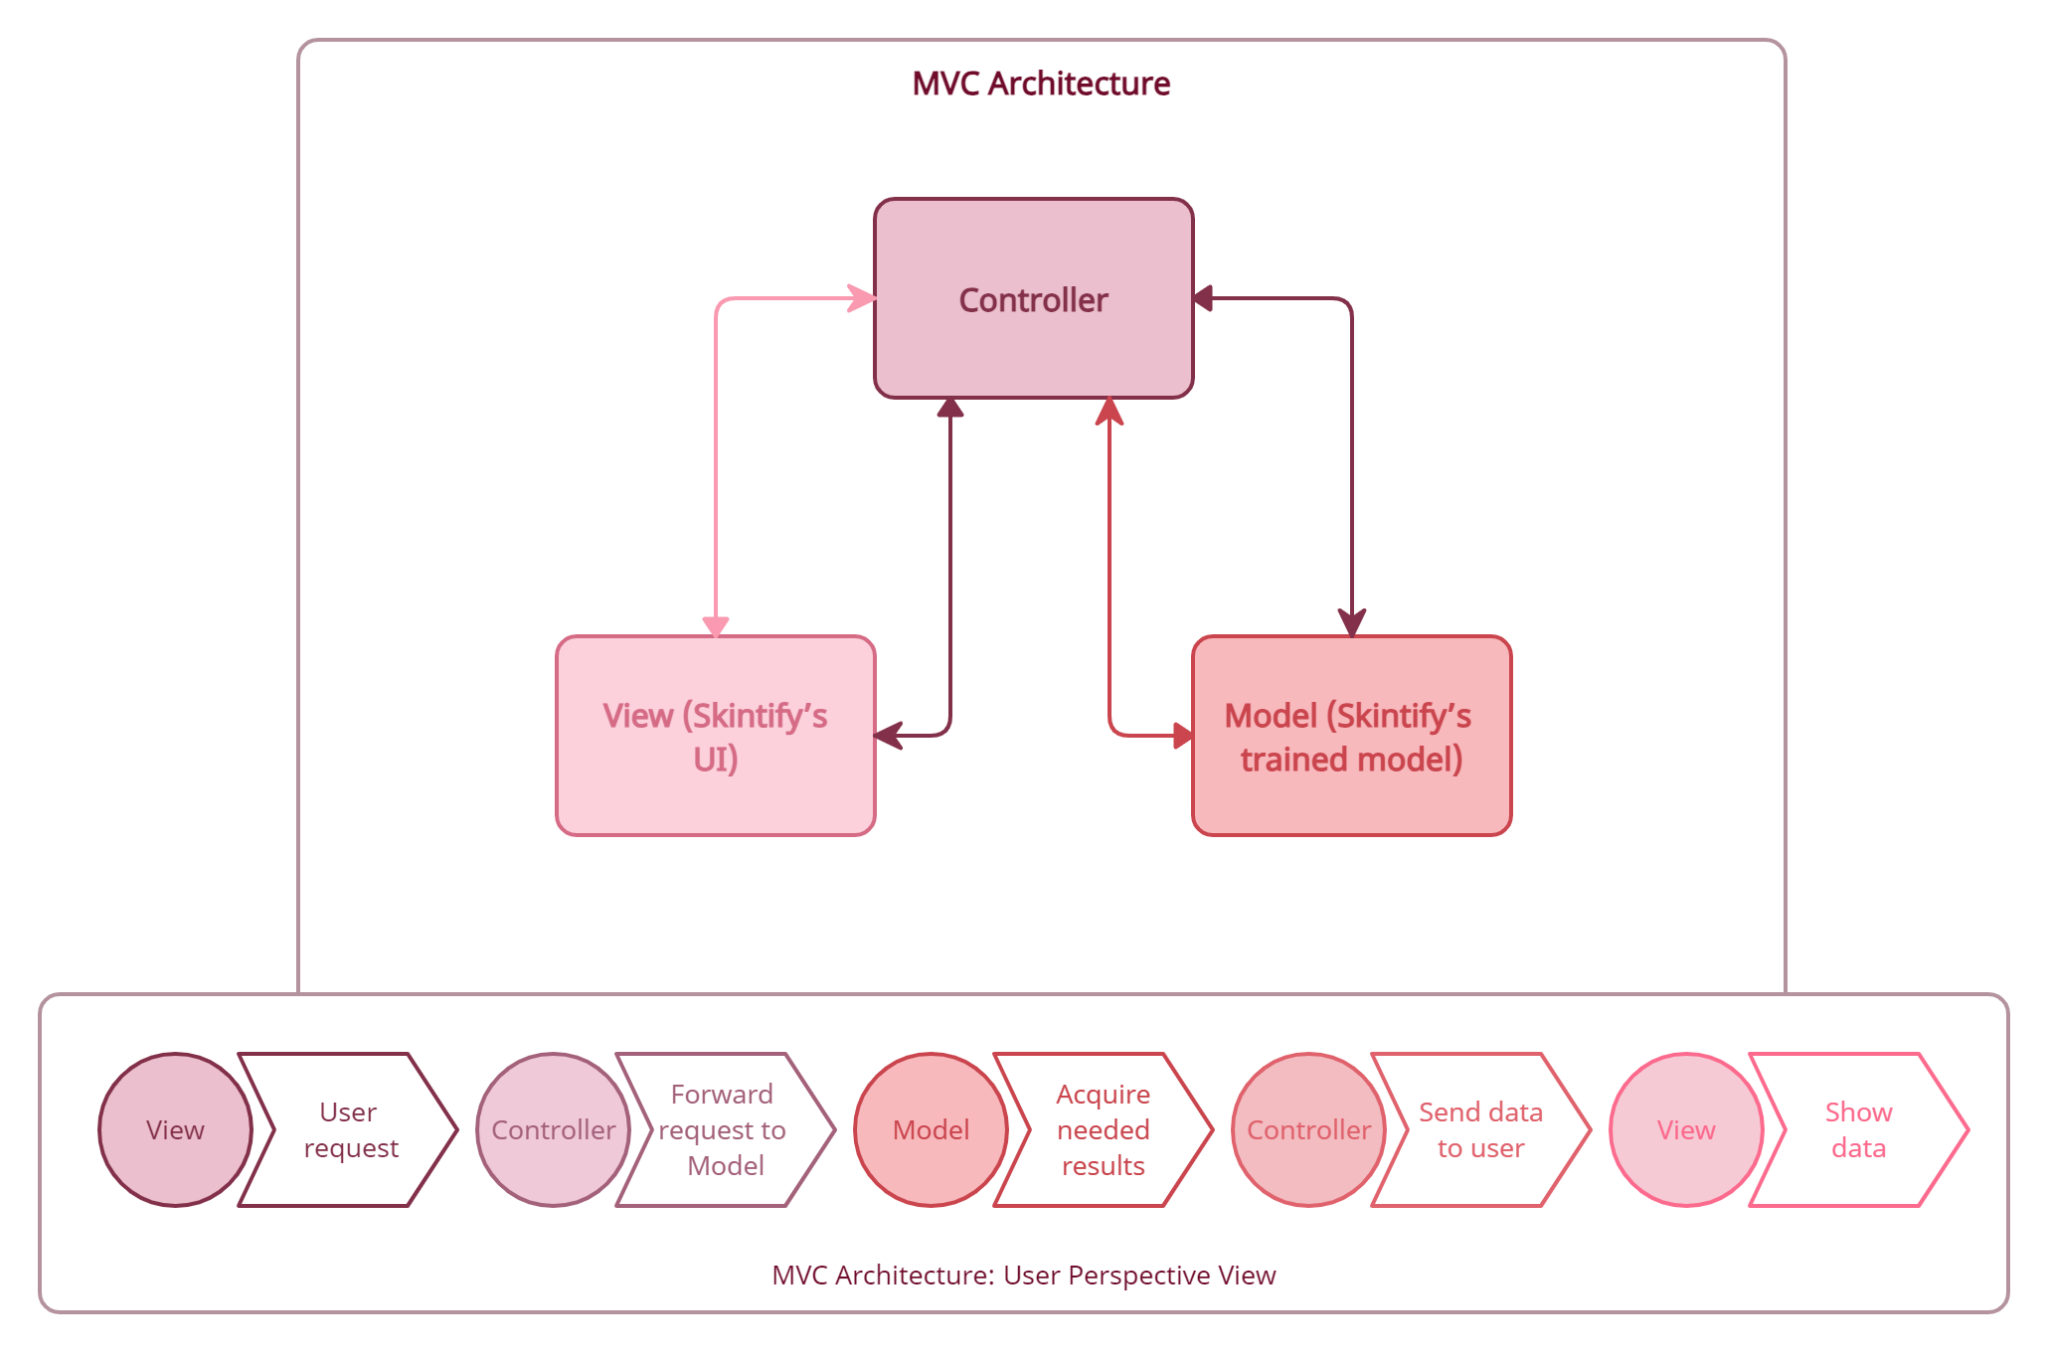 MVC Architecture
Controller
View (Skintify’s
UI)
Model (Skintify’s
trained model)
View
User
request
Controller
Forward
request to
Model
Model
Acquire
needed
results
Controller
Send data
to user
View
Show
data
MVC Architecture: User Perspective View